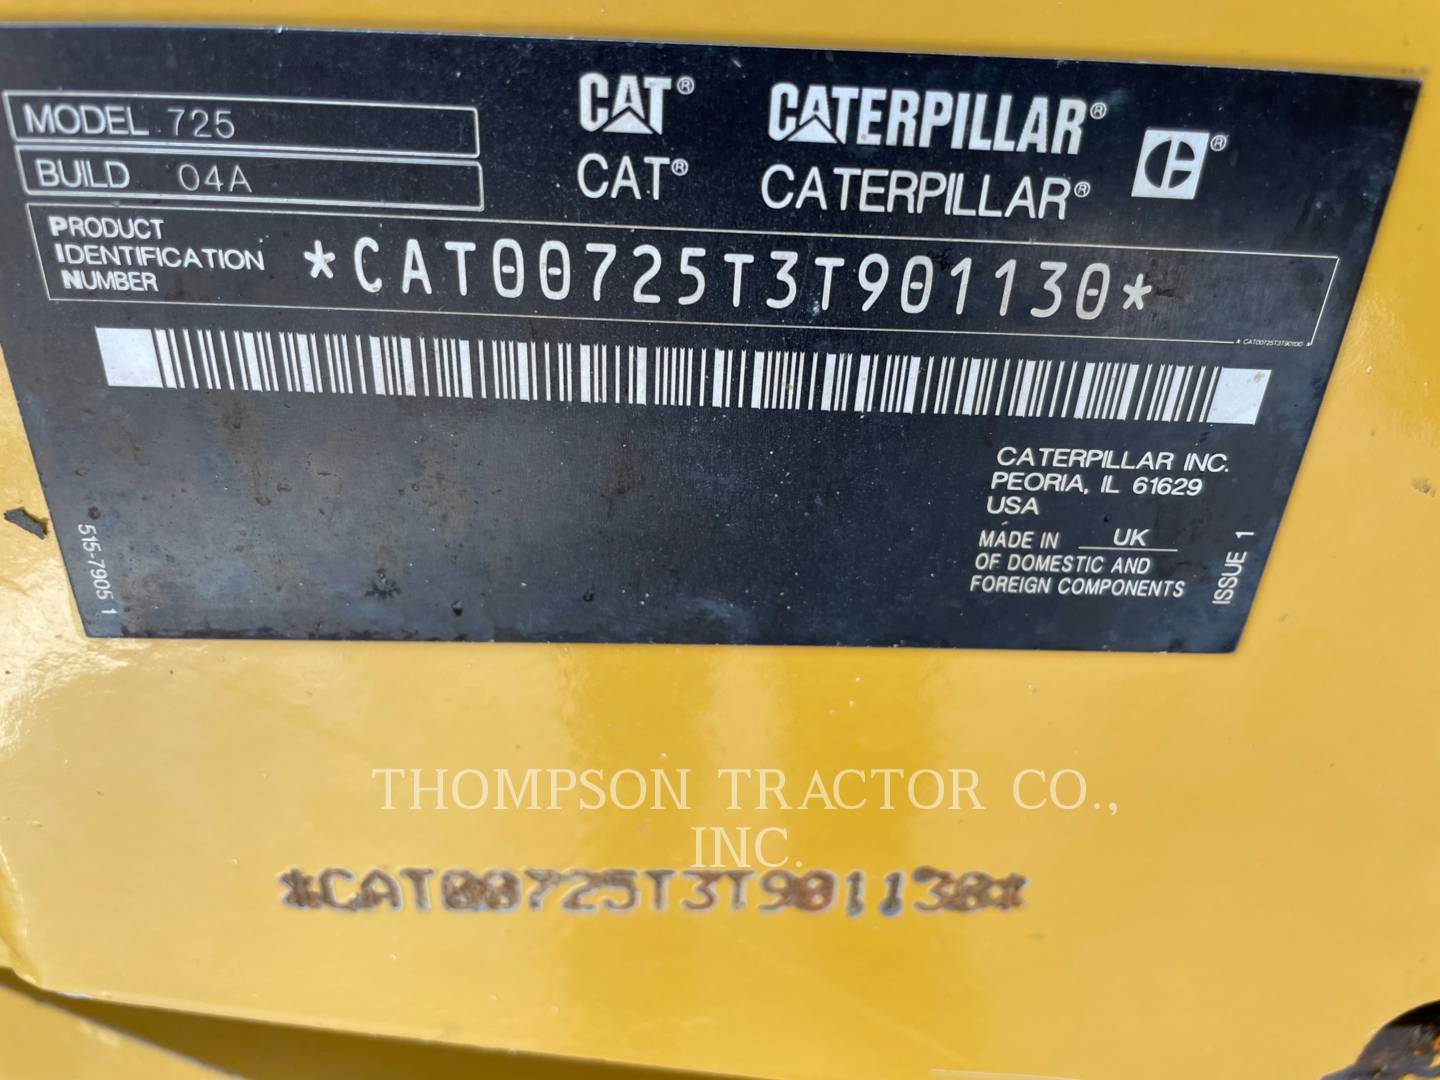 MODEL 725
BUILD 04A
CAT® CATERPILLAR®
CAT® CATERPILLAR®
PRODUCT
IDENTIFICATION
NUMBER
*CAT00725T3T901130*
CATERPILLAR INC.
PEORIA, IL 61629
USA
MADE IN UK
OF DOMESTIC AND
FOREIGN COMPONENTS
ISSUE 1
515-7905 1
THOMPSON TRACTOR CO.,
INC.
*CAT00725T3T901130*